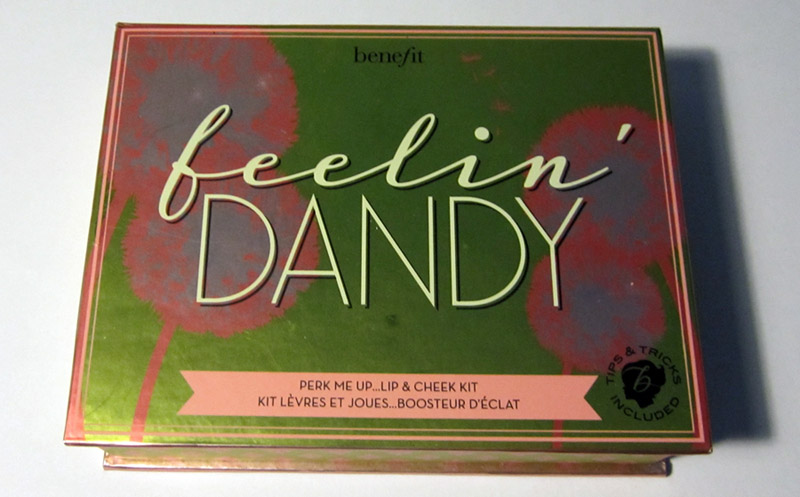 benefit
feelin'
DANDY
PERK ME UP...LIP & CHEEK KIT
KIT LÈVRES ET JOUES...BOOSTEUR D'ÉCLAT
TIPS & TRICKS
b
INCLUDED